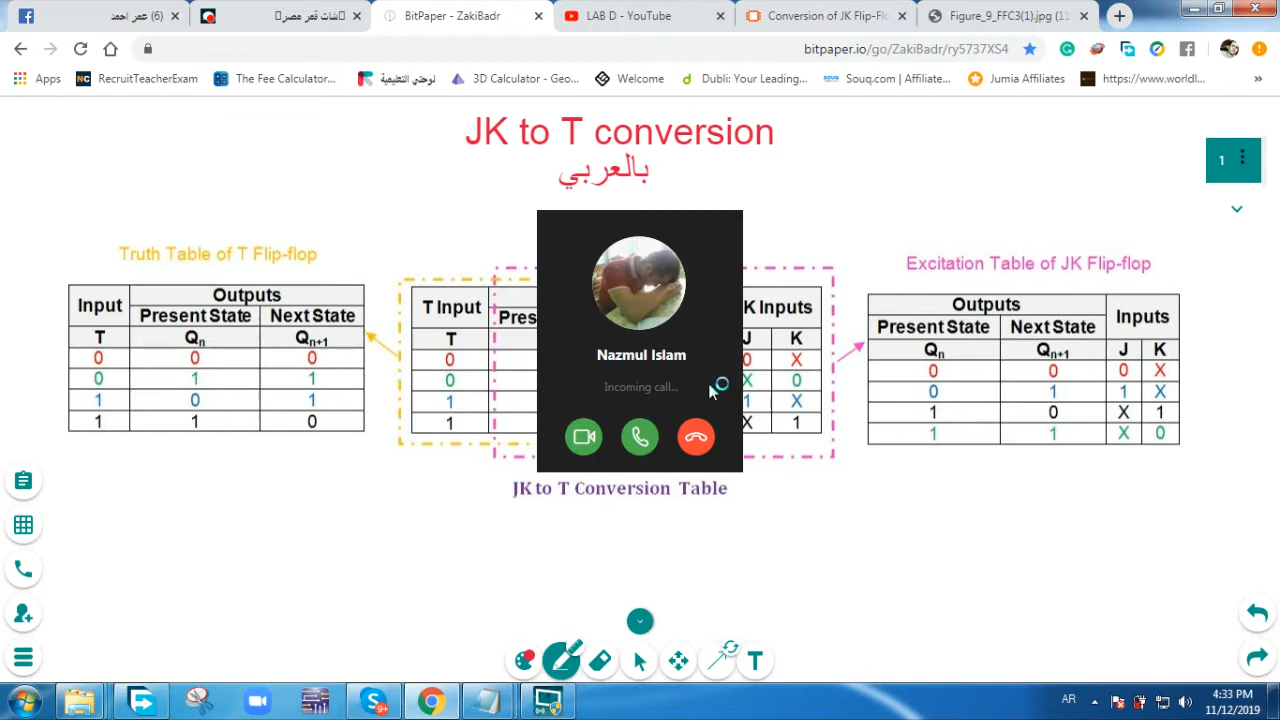 (6) عمر احمد
شات قمر مصر
BitPaper - ZakiBadr
LAB D - YouTube
Conversion of JK Flip-Fl
Figure_9_FFC3(1).jpg (11
bitpaper.io/go/ZakiBadr/ry5737XS4
Apps
NC RecruitTeacherExam
The Fee Calculator...
لوحتي التعليمية
3D Calculator - Geo...
Welcome
Dubli: Your Leading...
Souq.com | Affiliate...
Jumia Affiliates
https://www.worldl...
»
JK to T conversion
بالعربي
1
Truth Table of T Flip-flop
Input Outputs
Present State Next State
T Qn Qn+1
0 0 0
0 1 1
1 0 1
1 1 0
T Input
Pres
K Inputs
T J K
0 0 X
0 X 0
1 1 X
1 X 1
Nazmul Islam
Incoming call...
JK to T Conversion Table
Excitation Table of JK Flip-flop
Outputs Inputs
Present State Next State
Qn Qn+1 J K
0 0 0 X
0 1 1 X
1 0 X 1
1 1 X 0
T
9+
AR
4:33 PM
11/12/2019